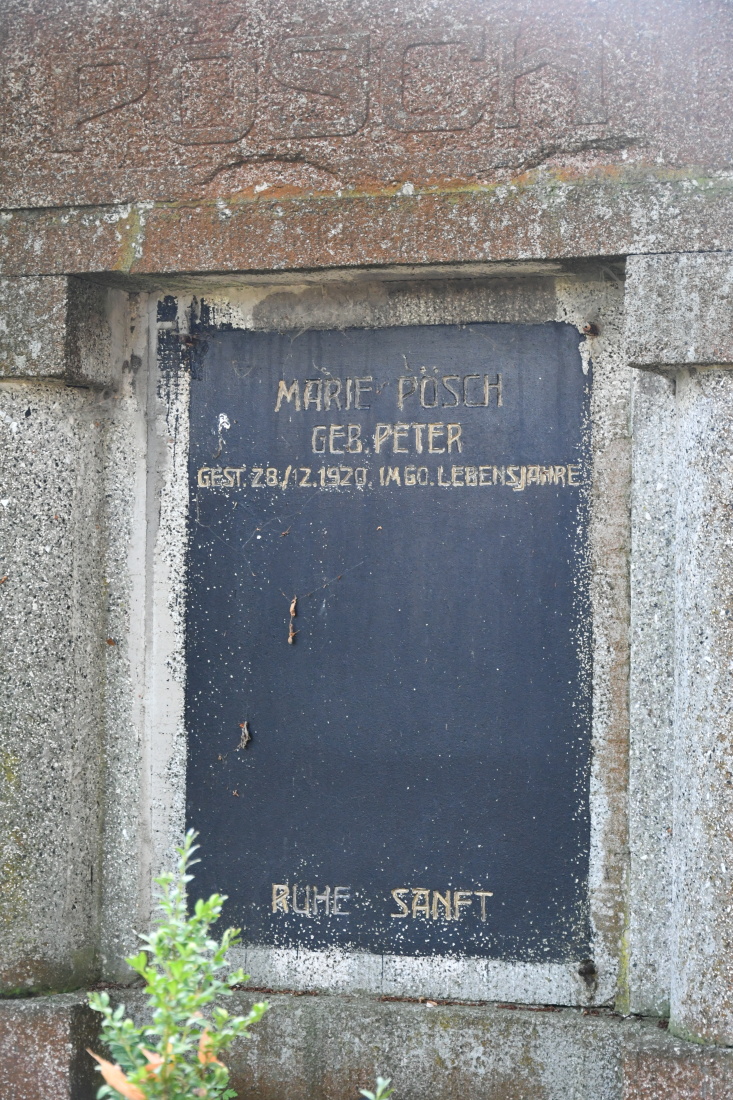 PÖSCH
MARIE PÖSCH
GEB. PETER
GEST. 28/12.1920. IM 60. LEBENSJAHRE
RUHE SANFT